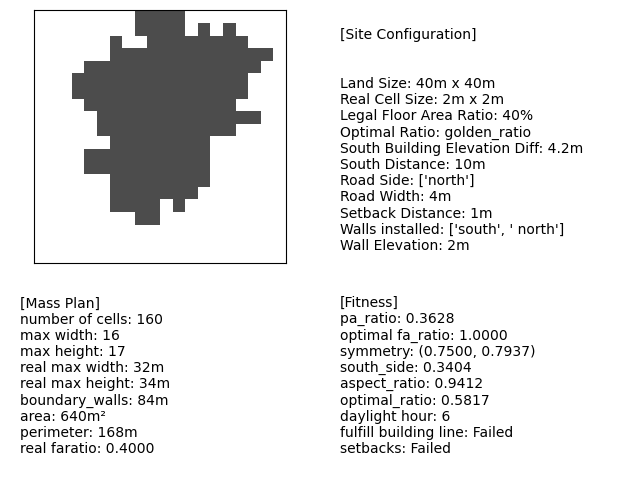 [Site Configuration]
Land Size: 40m x 40m
Real Cell Size: 2m x 2m
Legal Floor Area Ratio: 40%
Optimal Ratio: golden_ratio
South Building Elevation Diff: 4.2m
South Distance: 10m
Road Side: ['north']
Road Width: 4m
Setback Distance: 1m
Walls installed: ['south', ' north']
Wall Elevation: 2m
[Mass Plan]
number of cells: 160
max width: 16
max height: 17
real max width: 32m
real max height: 34m
boundary_walls: 84m
area: 640m²
perimeter: 168m
real faratio: 0.4000
[Fitness]
pa_ratio: 0.3628
optimal fa_ratio: 1.0000
symmetry: (0.7500, 0.7937)
south_side: 0.3404
aspect_ratio: 0.9412
optimal_ratio: 0.5817
daylight hour: 6
fulfill building line: Failed
setbacks: Failed